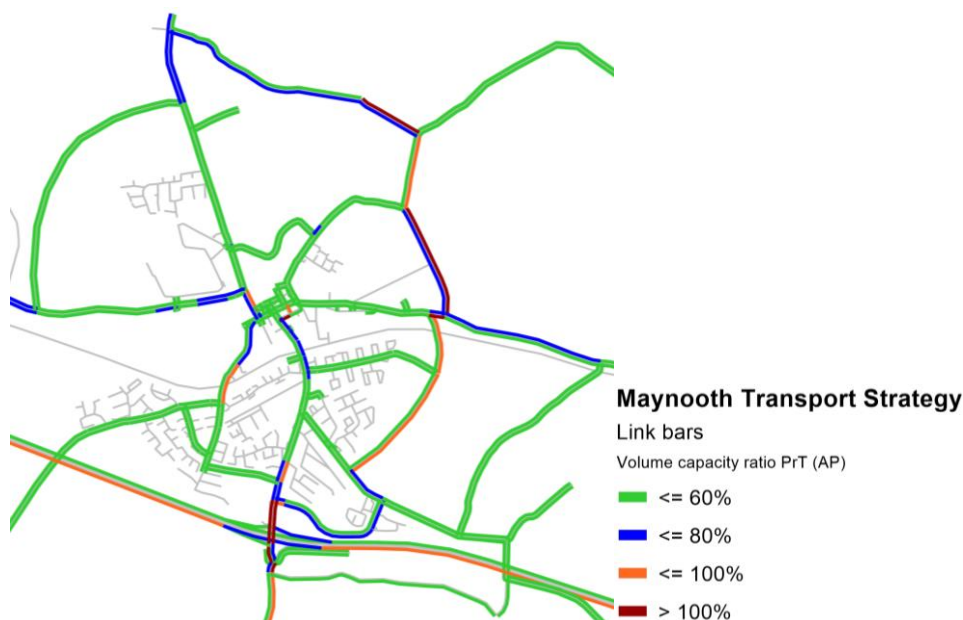 Maynooth Transport Strategy
Link bars
Volume capacity ratio PrT (AP)
<= 60%
<= 80%
<= 100%
> 100%